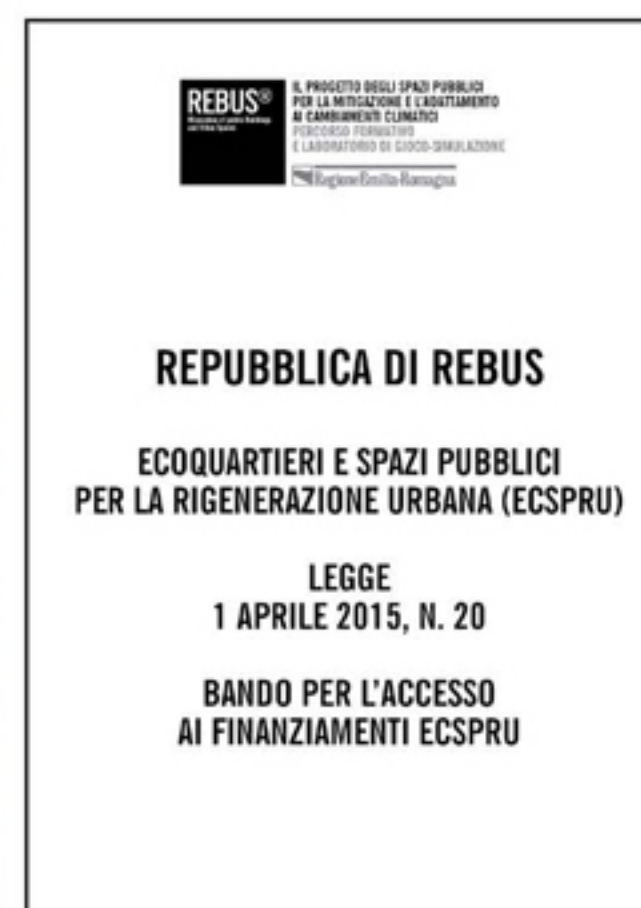 REBUS®
IL PROGETTO DEGLI SPAZI PUBBLICI
PER LA MITIGAZIONE E L'ADATTAMENTO
AI CAMBIAMENTI CLIMATICI
PERCORSO FORMATIVO
E LABORATORIO DI GIOCO-SIMULAZIONE
RegioneEmilia-Romagna
REPUBBLICA DI REBUS
ECOQUARTIERI E SPAZI PUBBLICI
PER LA RIGENERAZIONE URBANA (ECSPRU)
LEGGE
1 APRILE 2015, N. 20
BANDO PER L'ACCESSO
AI FINANZIAMENTI ECSPRU